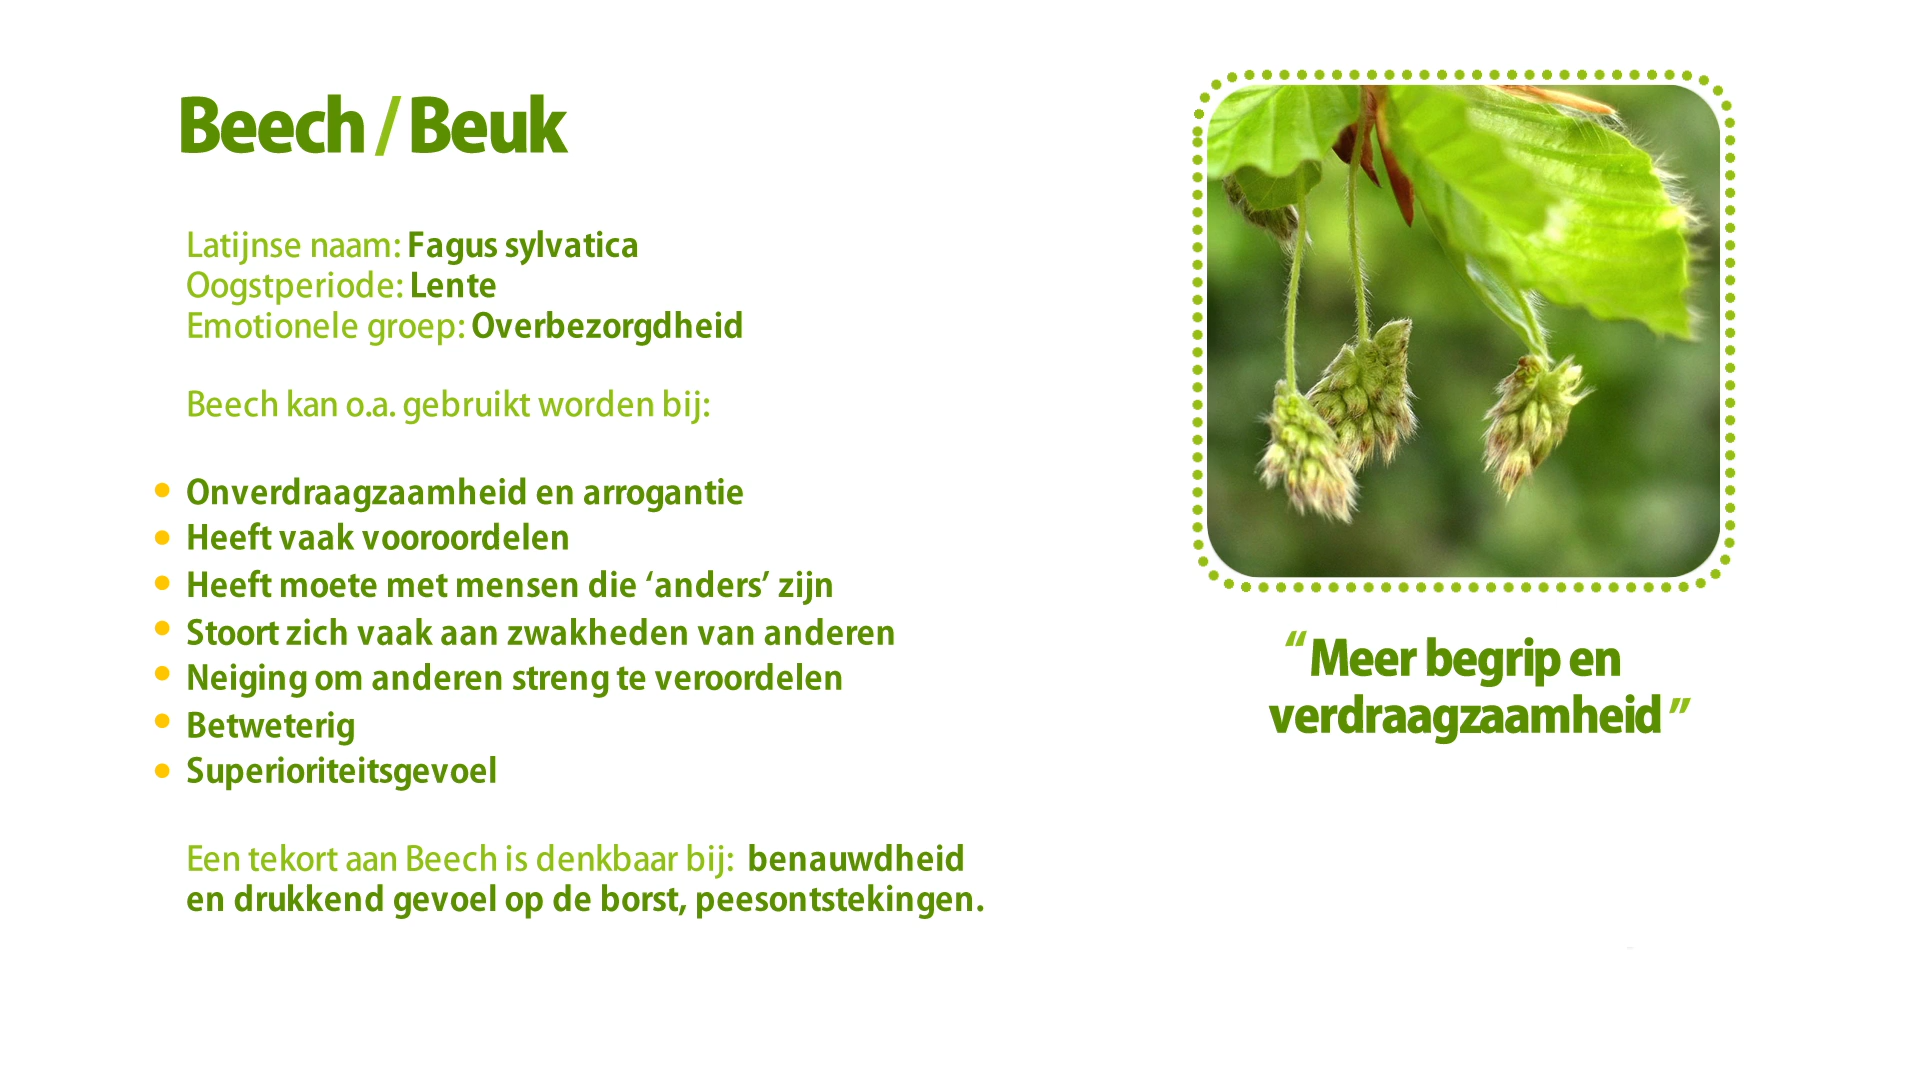 Beech / Beuk
Latijnse naam: Fagus sylvatica
Oogstperiode: Lente
Emotionele groep: Overbezorgdheid
Beech kan o.a. gebruikt worden bij:
• Onverdraagzaamheid en arrogantie
• Heeft vaak vooroordelen
• Heeft moete met mensen die ‘anders’ zijn
• Stoort zich vaak aan zwakheden van anderen
• Neiging om anderen streng te veroordelen
• Betweterig
• Superioriteitsgevoel
Een tekort aan Beech is denkbaar bij: benauwdheid
en drukkend gevoel op de borst, peesontstekingen.
“Meer begrip en
verdraagzaamheid”